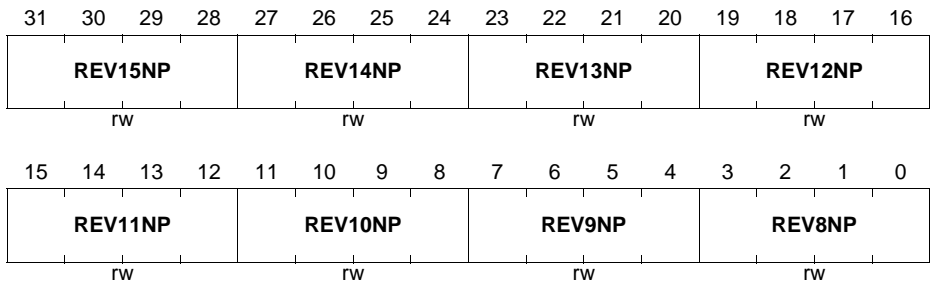 31 30 29 28 27 26 25 24 23 22 21 20 19 18 17 16
REV15NP REV14NP REV13NP REV12NP
rw rw rw rw
15 14 13 12 11 10 9 8 7 6 5 4 3 2 1 0
REV11NP REV10NP REV9NP REV8NP
rw rw rw rw